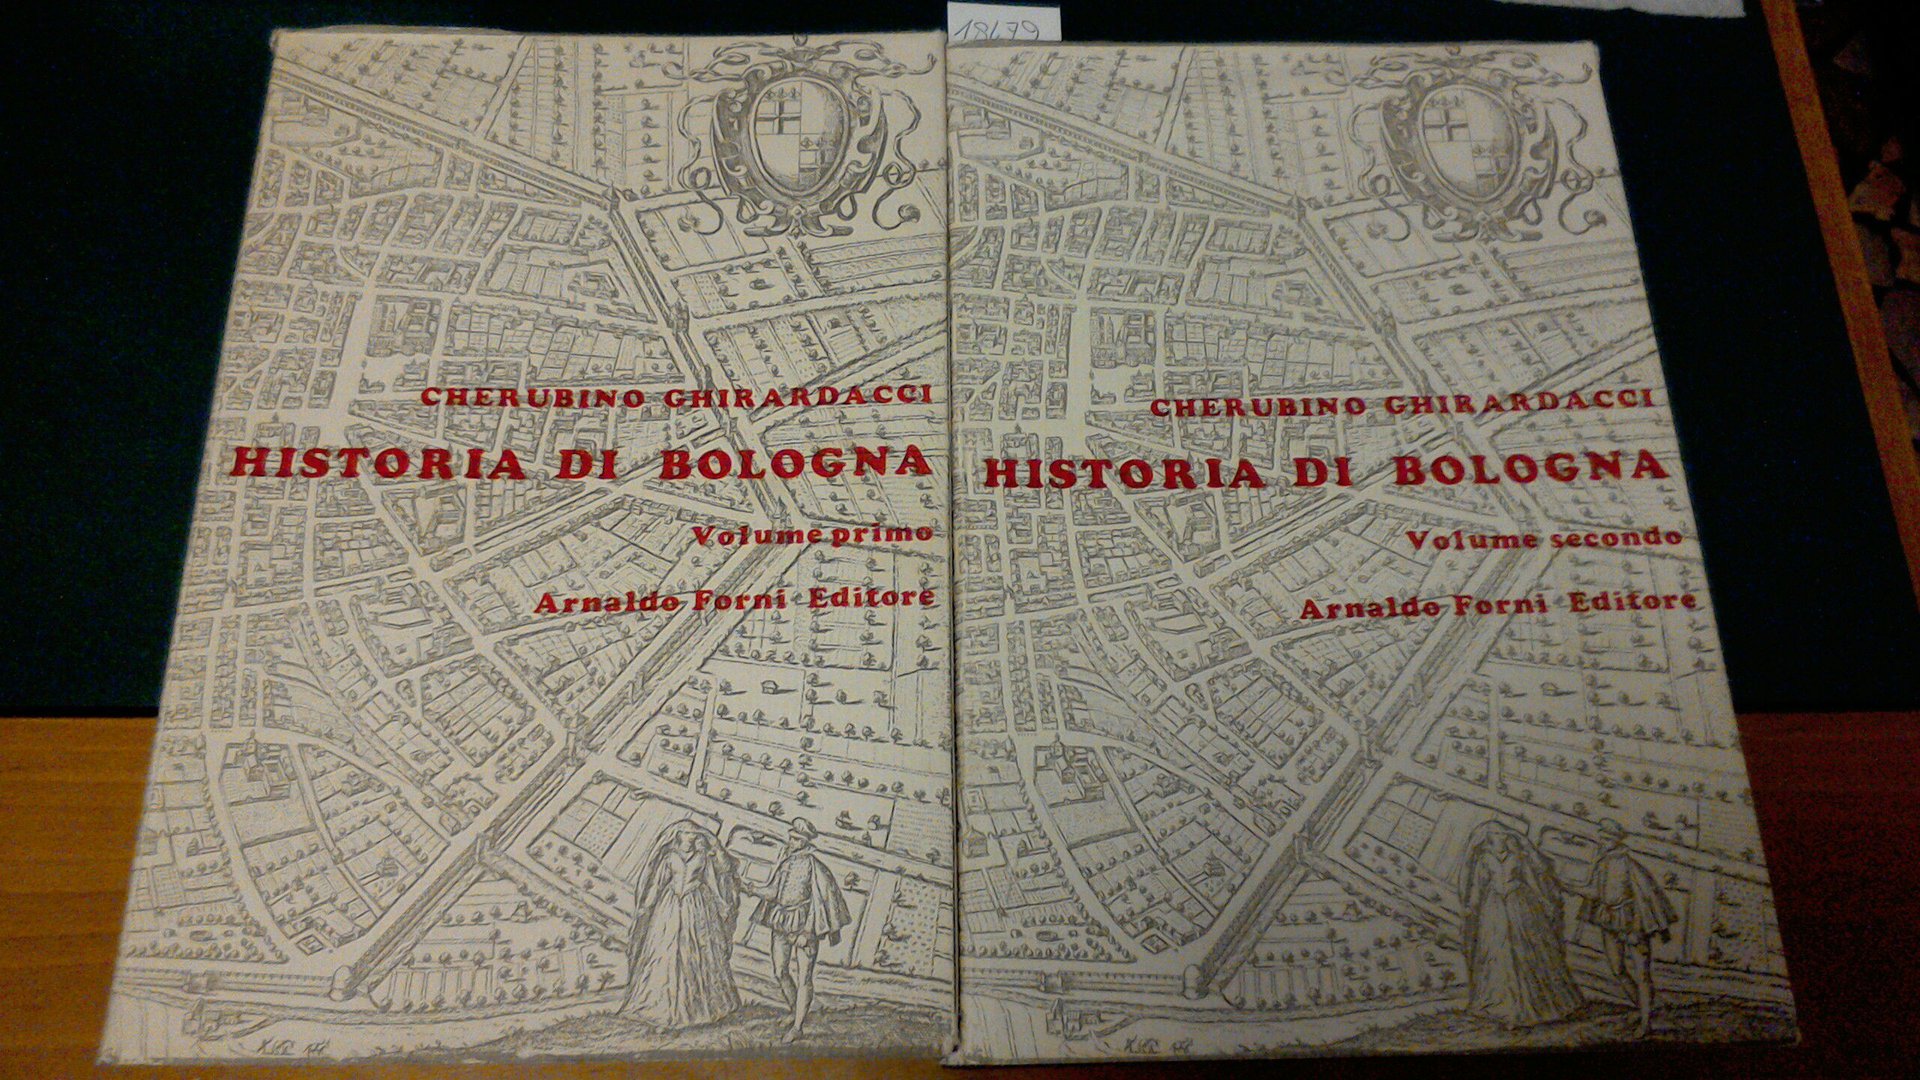 18479
CHERUBINO GHIRARDACCI
HISTORIA DI BOLOGNA
Volume primo
Arnaldo Forni Editore
CHERUBINO GHIRARDACCI
HISTORIA DI BOLOGNA
Volume secondo
Arnaldo Forni Editore